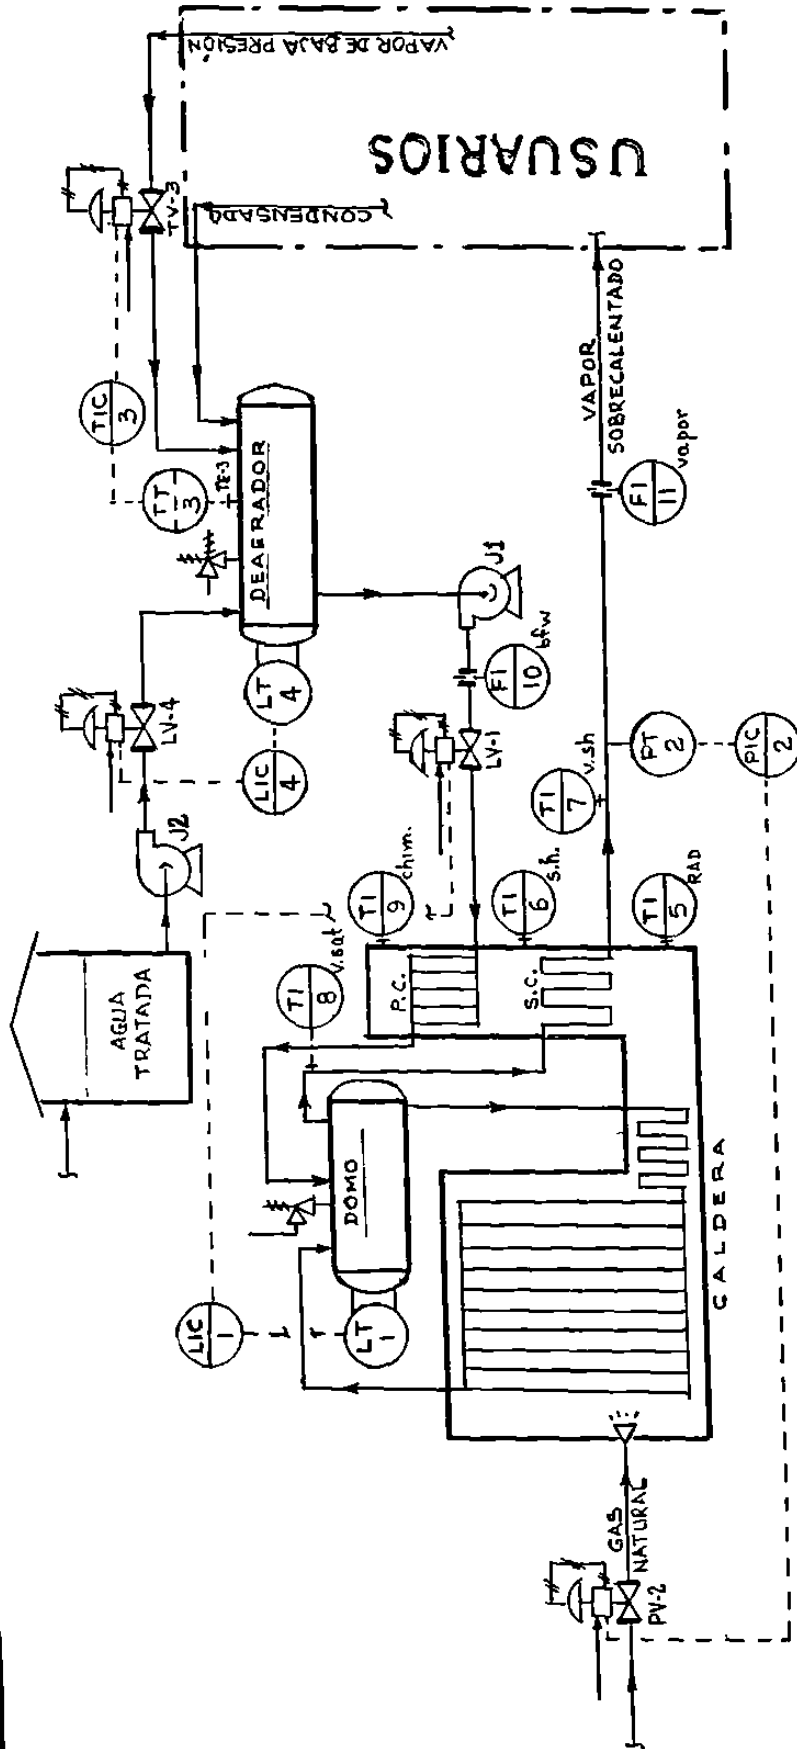 VAPOR DE BAJA PRESIÓN
USUARIOS
TV-3
CONDENSADO
TIC
3
TT
3
TE-3
DEAERADOR
VAPOR
SOBRECALENTADO
FI
11
vapor
J1
LT
4
LV-4
LIC
4
FI
10
bfw
LV-1
J2
TI
7
v.sh
PT
2
PIC
2
AGUA
TRATADA
TI
9
chim.
TI
6
s.h.
TI
5
RAD
TI
8
v.sat
P.C.
S.C.
DOMO
LIC
1
LT
1
CALDERA
GAS
NATURAL
PV-2